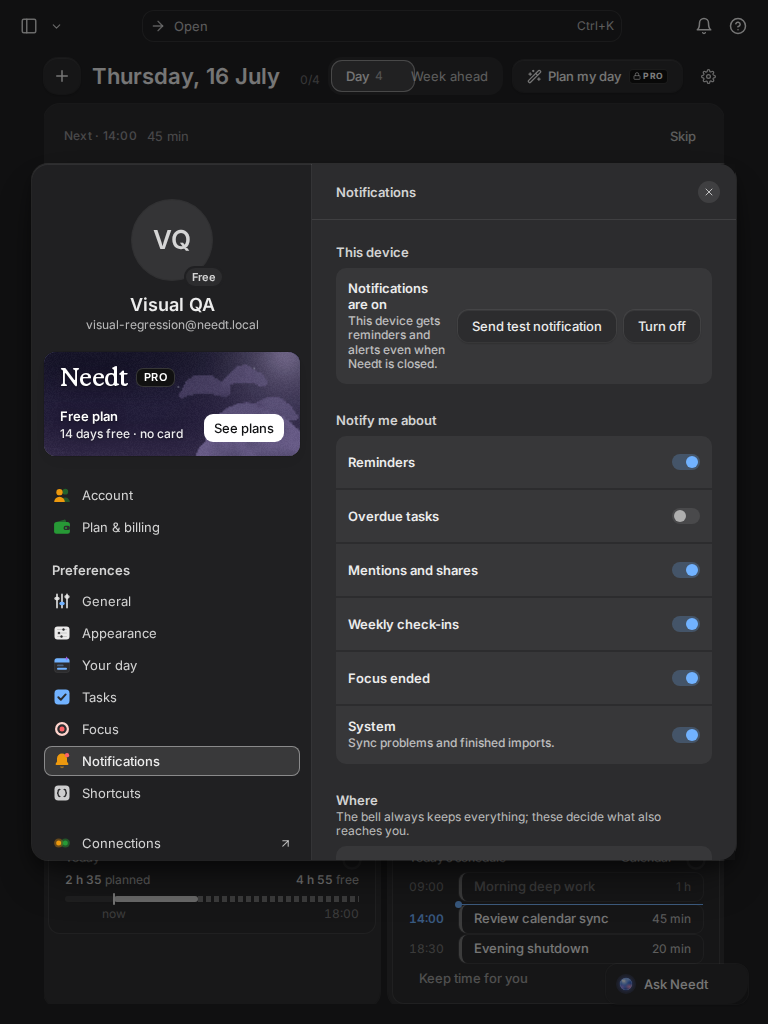 Open
Ctrl+K
Thursday, 16 July
0/4
Day 4
Week ahead
Plan my day
PRO
Next · 14:00 45 min
Skip
VQ
Free
Visual QA
visual-regression@needt.local
Needt PRO
Free plan
14 days free · no card
See plans
Account
Plan & billing
Preferences
General
Appearance
Your day
Tasks
Focus
Notifications
Shortcuts
Connections
Notifications
This device
Notifications
are on
This device gets
reminders and
alerts even when
Needt is closed.
Send test notification
Turn off
Notify me about
Reminders
Overdue tasks
Mentions and shares
Weekly check-ins
Focus ended
System
Sync problems and finished imports.
Where
The bell always keeps everything; these decide what also
reaches you.
2 h 35 planned
4 h 55 free
now
18:00
09:00 Morning deep work 1 h
14:00 Review calendar sync 45 min
18:30 Evening shutdown 20 min
Keep time for you
Ask Needt